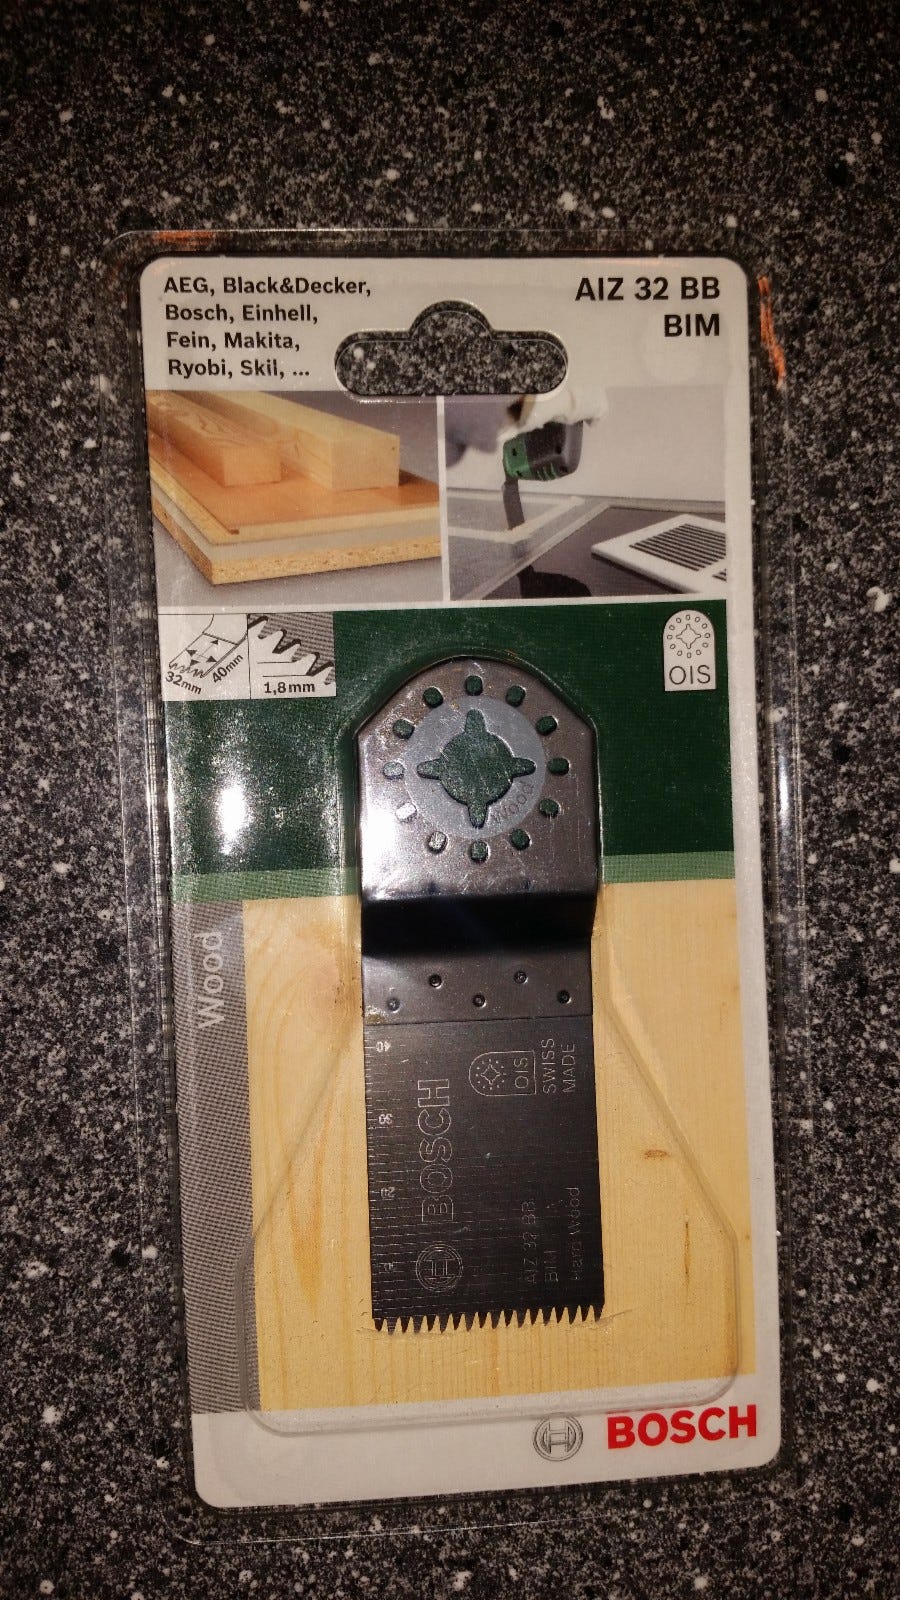 AEG, Black&Decker,
Bosch, Einhell,
Fein, Makita,
Ryobi, Skil, ...
AIZ 32 BB
BIM
32mm
40mm
1,8mm
OIS
Wood
Wood
OIS
SWISS
MADE
BOSCH
AIZ 32 BB
BIM
Hard Wood
BOSCH